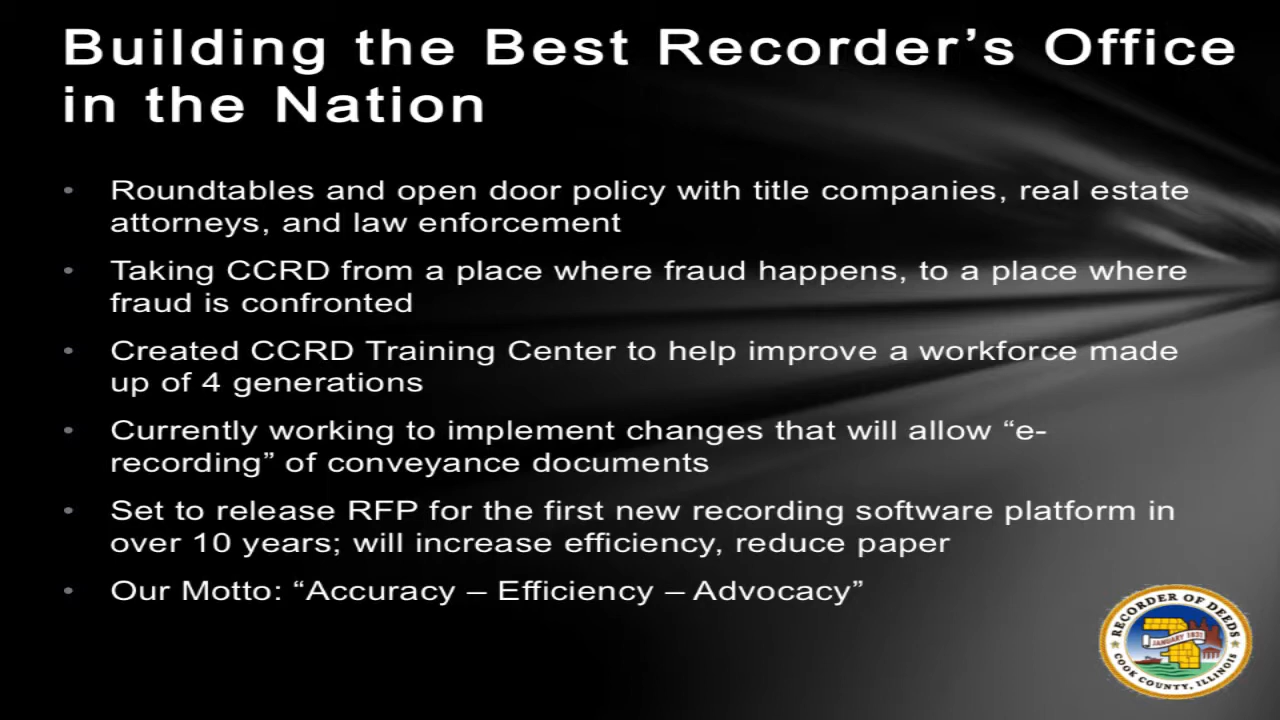 Building the Best Recorder’s Office
in the Nation
• Roundtables and open door policy with title companies, real estate
attorneys, and law enforcement
• Taking CCRD from a place where fraud happens, to a place where
fraud is confronted
• Created CCRD Training Center to help improve a workforce made
up of 4 generations
• Currently working to implement changes that will allow “e-
recording” of conveyance documents
• Set to release RFP for the first new recording software platform in
over 10 years; will increase efficiency, reduce paper
• Our Motto: “Accuracy – Efficiency – Advocacy”
RECORDER OF DEEDS
JANUARY 1831
COOK COUNTY, ILLINOIS